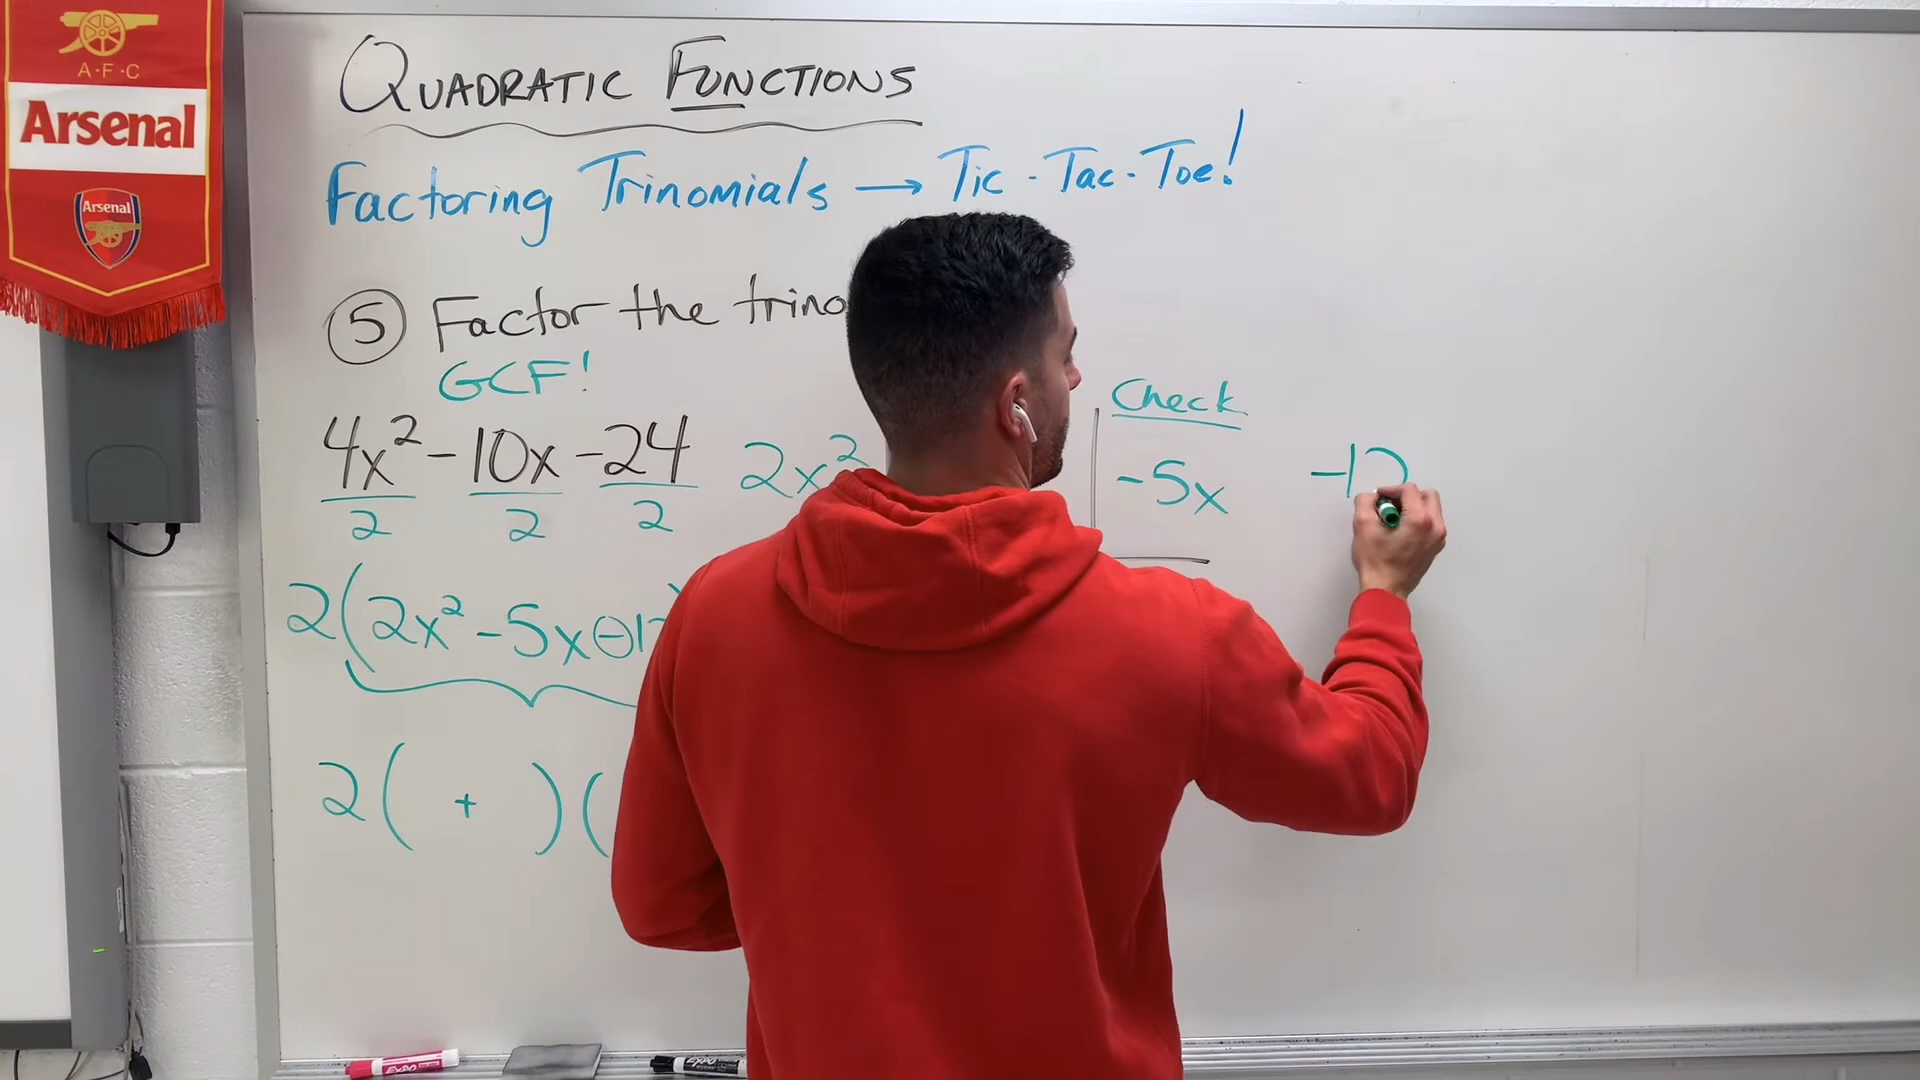 A·F·C
Arsenal
Arsenal
QUADRATIC FUNCTIONS
Factoring Trinomials → Tic-Tac-Toe!
⑤ Factor the trino
GCF!
4x² - 10x - 24
2 2 2
2x²
Check
-5x
-12
2(2x² - 5x - 12
2( + )(
EXPO
EXPO